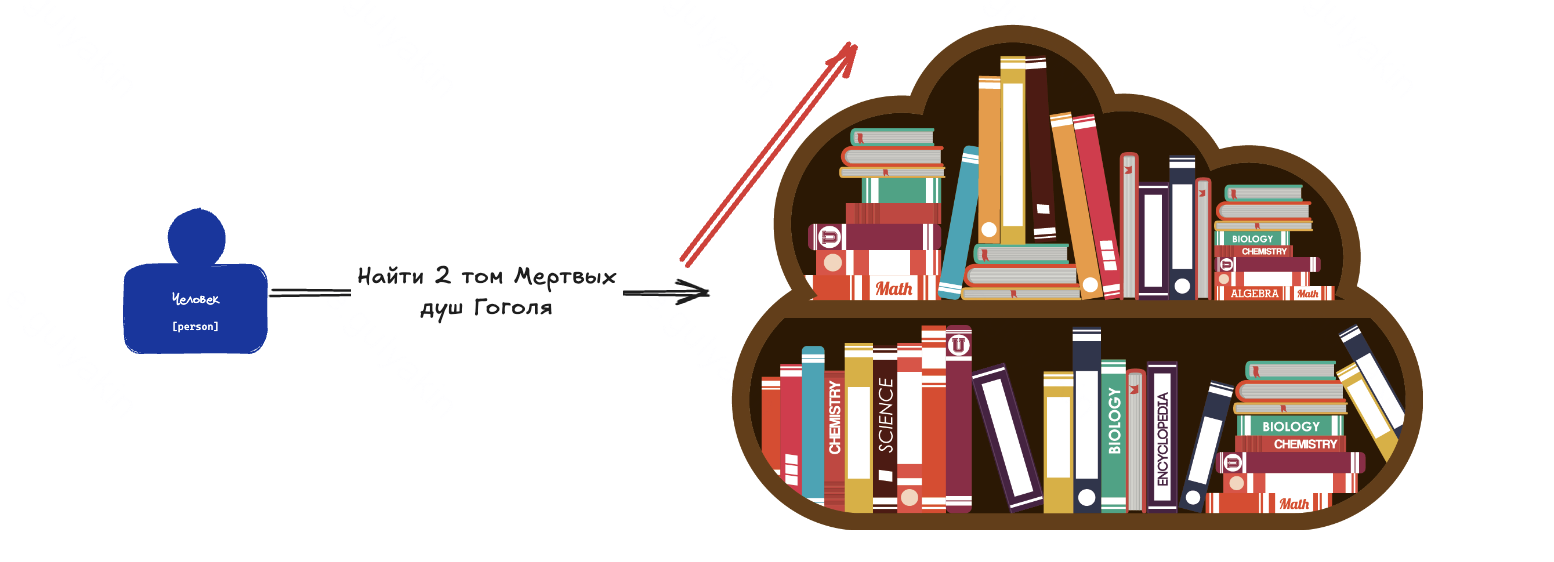 Человек
[person]
Найти 2 том Мертвых
душ Гоголя
U
Math
BIOLOGY
CHEMISTRY
U
ALGEBRA
Math
CHEMISTRY
SCIENCE
U
BIOLOGY
ENCYCLOPEDIA
BIOLOGY
CHEMISTRY
U
Math